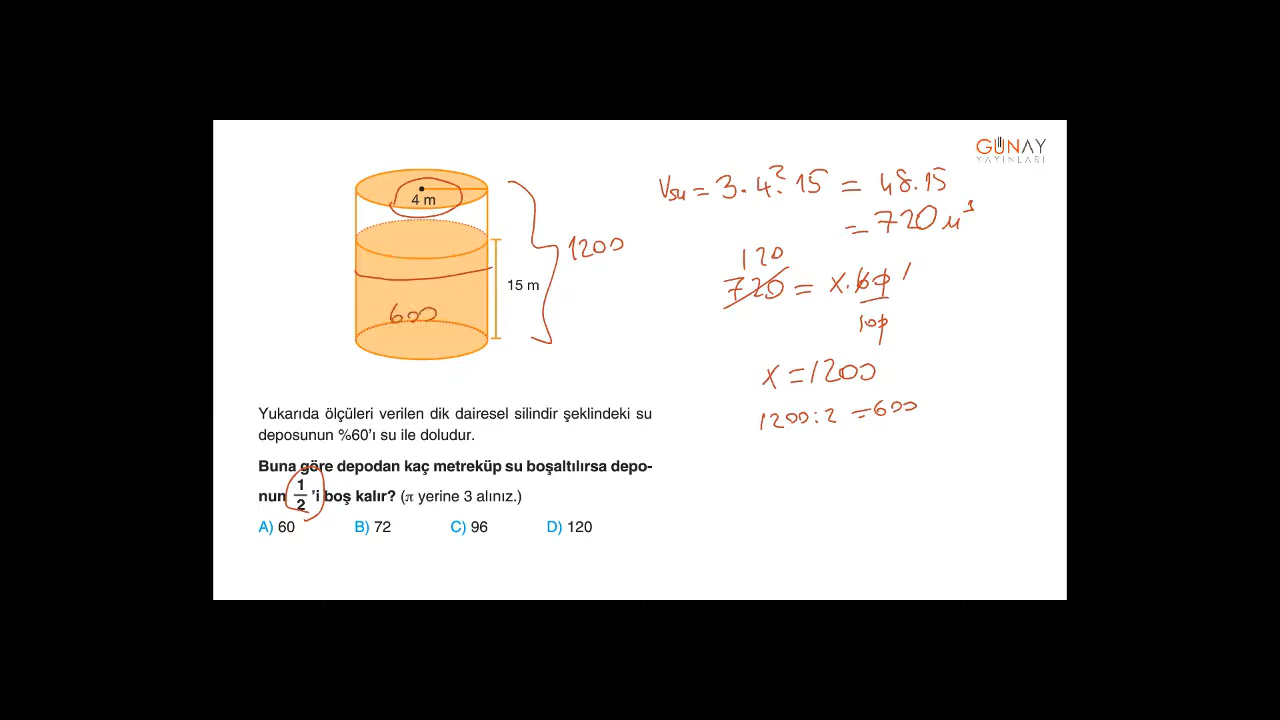 GÜNAY
YAYINLARI
4 m
15 m
600
1200
Vsu = 3.4².15 = 48.15
= 720 m³
120
720 = x.60
100
x = 1200
1200:2 = 600
Yukarıda ölçüleri verilen dik dairesel silindir şeklindeki su
deposunun %60'ı su ile doludur.
Buna göre depodan kaç metreküp su boşaltılırsa depo-
nun 1/2 'i boş kalır? (π yerine 3 alınız.)
A) 60 B) 72 C) 96 D) 120